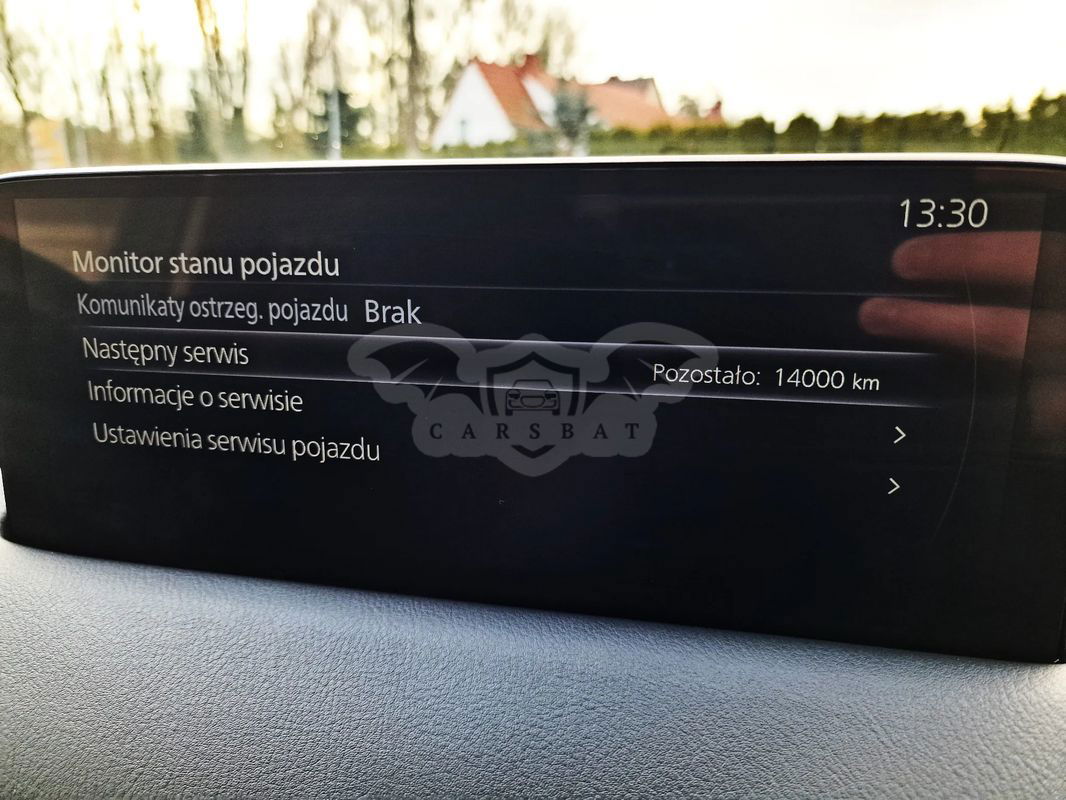 13:30
Monitor stanu pojazdu
Komunikaty ostrzeg. pojazdu Brak
Następny serwis Pozostało: 14000 km
Informacje o serwisie
Ustawienia serwisu pojazdu
CARSBAT